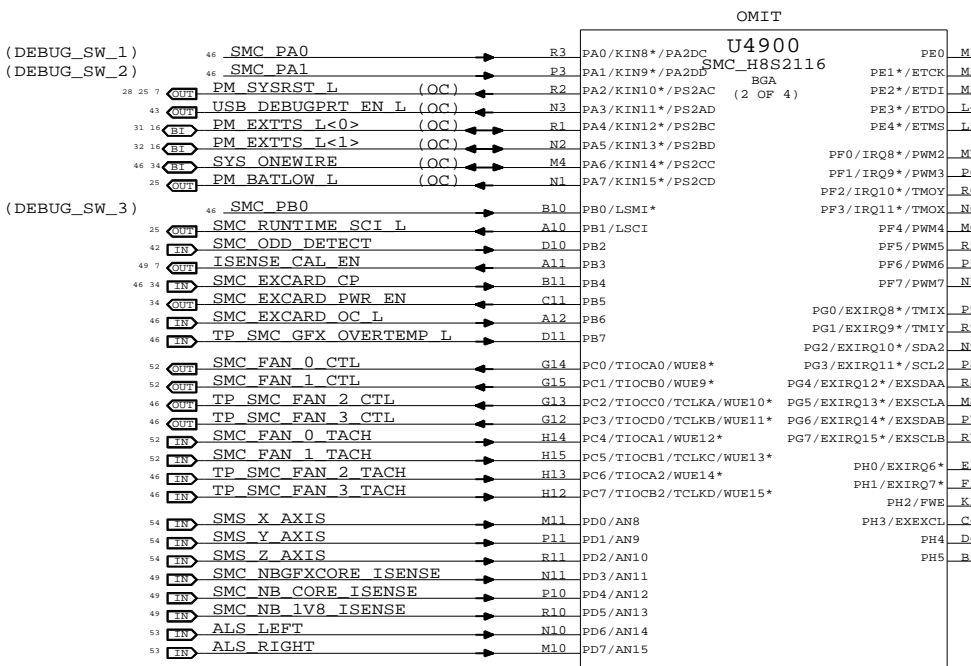 OMIT
U4900
SMC_H8S2116
BGA
(2 OF 4)
(DEBUG_SW_1) 46 SMC_PA0 R3 PA0/KIN8*/PA2DC PE0
(DEBUG_SW_2) 46 SMC_PA1 P3 PA1/KIN9*/PA2DD PE1*/ETCK
28 25 7 OUT PM_SYSRST_L (OC) R2 PA2/KIN10*/PS2AC PE2*/ETDI
43 OUT USB_DEBUGPRT_EN_L (OC) N3 PA3/KIN11*/PS2AD PE3*/ETDO
31 16 BI PM_EXTTS_L<0> (OC) R1 PA4/KIN12*/PS2BC PE4*/ETMS
32 16 BI PM_EXTTS_L<1> (OC) N2 PA5/KIN13*/PS2BD
46 34 BI SYS_ONEWIRE (OC) M4 PA6/KIN14*/PS2CC PF0/IRQ8*/PWM2
25 OUT PM_BATLOW_L (OC) N1 PA7/KIN15*/PS2CD PF1/IRQ9*/PWM3
PF2/IRQ10*/TMOY
(DEBUG_SW_3) 46 SMC_PB0 B10 PB0/LSMI* PF3/IRQ11*/TMOX
25 OUT SMC_RUNTIME_SCI_L A10 PB1/LSCI PF4/PWM4
42 IN SMC_ODD_DETECT D10 PB2 PF5/PWM5
49 7 OUT ISENSE_CAL_EN A11 PB3 PF6/PWM6
46 34 IN SMC_EXCARD_CP B11 PB4 PF7/PWM7
34 OUT SMC_EXCARD_PWR_EN C11 PB5
46 IN SMC_EXCARD_OC_L A12 PB6 PG0/EXIRQ8*/TMIX
46 IN TP_SMC_GFX_OVERTEMP_L D11 PB7 PG1/EXIRQ9*/TMIY
PG2/EXIRQ10*/SDA2
52 OUT SMC_FAN_0_CTL G14 PC0/TIOCA0/WUE8* PG3/EXIRQ11*/SCL2
52 OUT SMC_FAN_1_CTL G15 PC1/TIOCB0/WUE9* PG4/EXIRQ12*/EXSDAA
46 OUT TP_SMC_FAN_2_CTL G13 PC2/TIOCC0/TCLKA/WUE10* PG5/EXIRQ13*/EXSCLA
46 OUT TP_SMC_FAN_3_CTL G12 PC3/TIOCD0/TCLKB/WUE11* PG6/EXIRQ14*/EXSDAB
52 IN SMC_FAN_0_TACH H14 PC4/TIOCA1/WUE12* PG7/EXIRQ15*/EXSCLB
52 IN SMC_FAN_1_TACH H15 PC5/TIOCB1/TCLKC/WUE13*
46 IN TP_SMC_FAN_2_TACH H13 PC6/TIOCA2/WUE14* PH0/EXIRQ6*
46 IN TP_SMC_FAN_3_TACH H12 PC7/TIOCB2/TCLKD/WUE15* PH1/EXIRQ7*
PH2/FWE
54 IN SMS_X_AXIS M11 PD0/AN8 PH3/EXEXCL
54 IN SMS_Y_AXIS P11 PD1/AN9 PH4
54 IN SMS_Z_AXIS R11 PD2/AN10 PH5
49 IN SMC_NBGFXCORE_ISENSE N11 PD3/AN11
49 IN SMC_NB_CORE_ISENSE P10 PD4/AN12
49 IN SMC_NB_1V8_ISENSE R10 PD5/AN13
53 IN ALS_LEFT N10 PD6/AN14
53 IN ALS_RIGHT M10 PD7/AN15